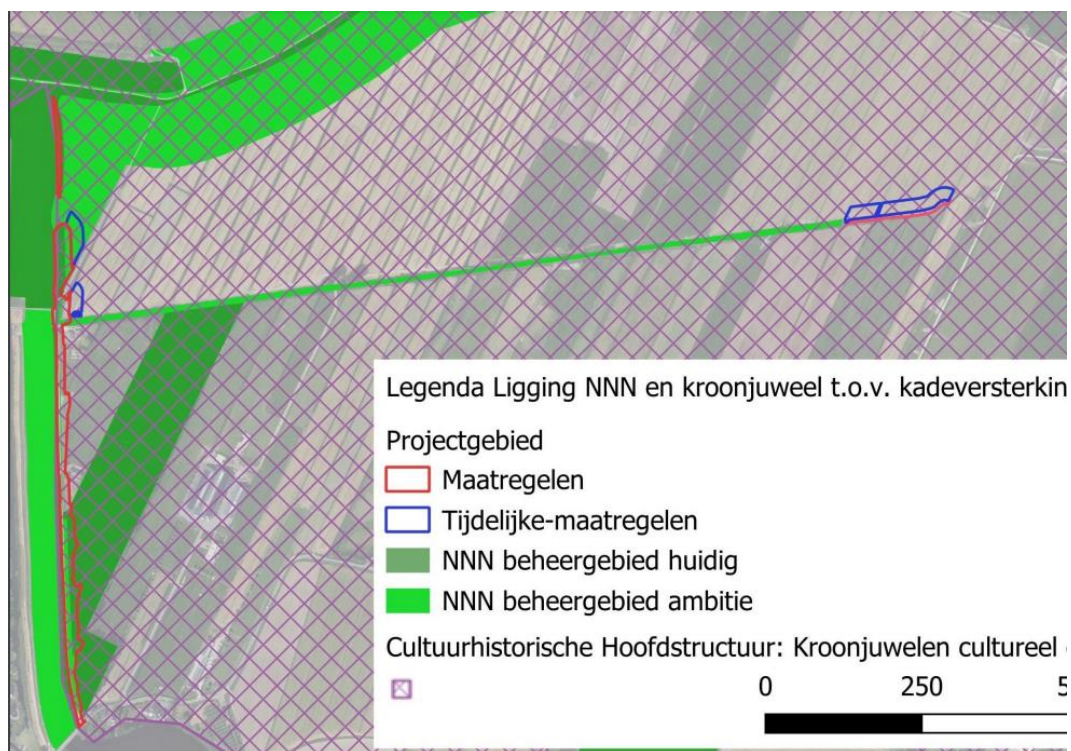 Legenda Ligging NNN en kroonjuweel t.o.v. kadeversterkin
Projectgebied
Maatregelen
Tijdelijke-maatregelen
NNN beheergebied huidig
NNN beheergebied ambitie
Cultuurhistorische Hoofdstructuur: Kroonjuwelen cultureel
0 250 5